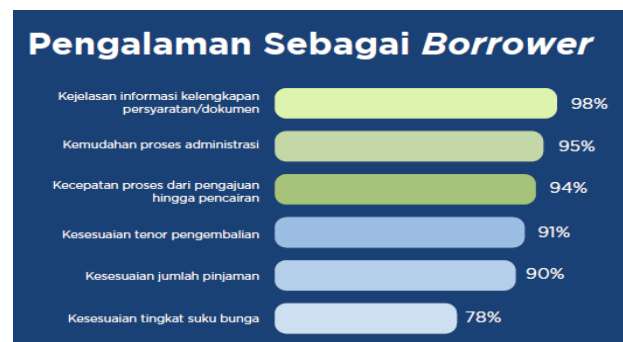 Pengalaman Sebagai Borrower
Kejelasan informasi kelengkapan
persyaratan/dokumen
98%
Kemudahan proses administrasi
95%
Kecepatan proses dari pengajuan
hingga pencairan
94%
Kesesuaian tenor pengembalian
91%
Kesesuaian jumlah pinjaman
90%
Kesesuaian tingkat suku bunga
78%